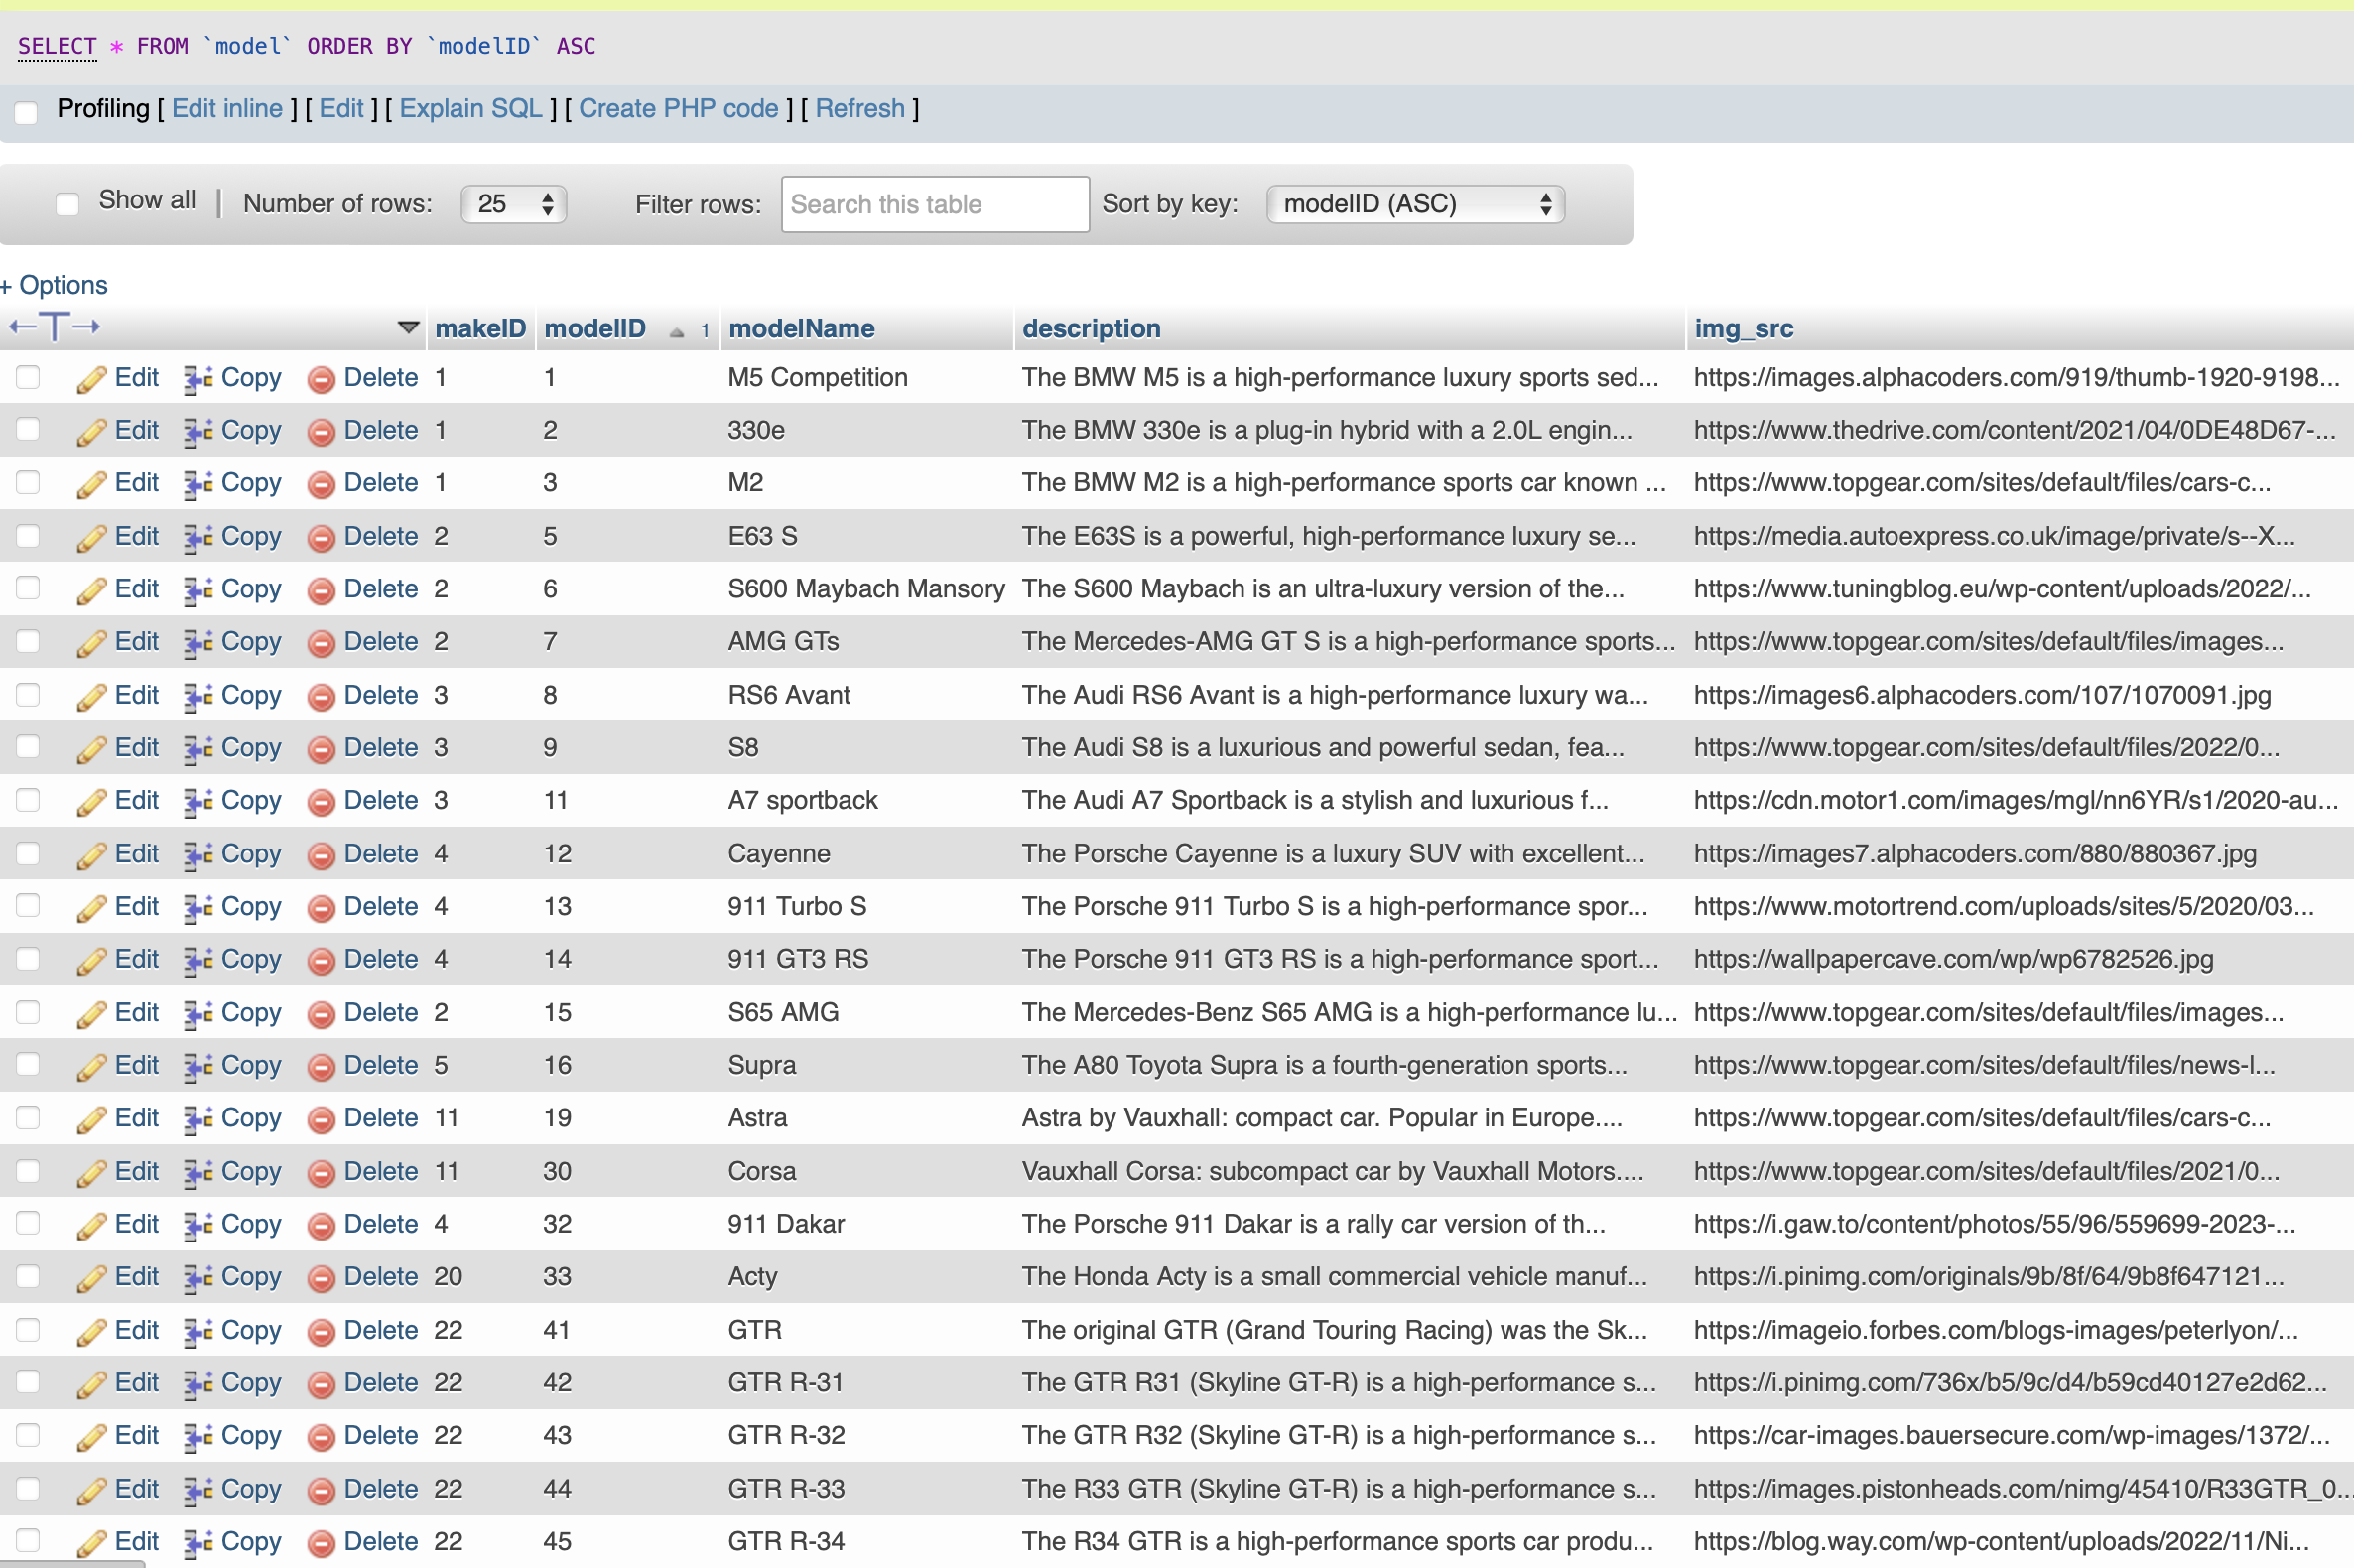 SELECT * FROM `model` ORDER BY `modelID` ASC
Profiling [ Edit inline ] [ Edit ] [ Explain SQL ] [ Create PHP code ] [ Refresh ]
Show all | Number of rows: 25 Filter rows: Search this table Sort by key: modelID (ASC)
+ Options
←T→ makeID modelID 1 modelName description img_src
Edit Copy Delete 1 1 M5 Competition The BMW M5 is a high-performance luxury sports sed... https://images.alphacoders.com/919/thumb-1920-9198...
Edit Copy Delete 1 2 330e The BMW 330e is a plug-in hybrid with a 2.0L engin... https://www.thedrive.com/content/2021/04/0DE48D67-...
Edit Copy Delete 1 3 M2 The BMW M2 is a high-performance sports car known ... https://www.topgear.com/sites/default/files/cars-c...
Edit Copy Delete 2 5 E63 S The E63S is a powerful, high-performance luxury se... https://media.autoexpress.co.uk/image/private/s--X...
Edit Copy Delete 2 6 S600 Maybach Mansory The S600 Maybach is an ultra-luxury version of the... https://www.tuningblog.eu/wp-content/uploads/2022/...
Edit Copy Delete 2 7 AMG GTs The Mercedes-AMG GT S is a high-performance sports... https://www.topgear.com/sites/default/files/images...
Edit Copy Delete 3 8 RS6 Avant The Audi RS6 Avant is a high-performance luxury wa... https://images6.alphacoders.com/107/1070091.jpg
Edit Copy Delete 3 9 S8 The Audi S8 is a luxurious and powerful sedan, fea... https://www.topgear.com/sites/default/files/2022/0...
Edit Copy Delete 3 11 A7 sportback The Audi A7 Sportback is a stylish and luxurious f... https://cdn.motor1.com/images/mgl/nn6YR/s1/2020-au...
Edit Copy Delete 4 12 Cayenne The Porsche Cayenne is a luxury SUV with excellent... https://images7.alphacoders.com/880/880367.jpg
Edit Copy Delete 4 13 911 Turbo S The Porsche 911 Turbo S is a high-performance spor... https://www.motortrend.com/uploads/sites/5/2020/03...
Edit Copy Delete 4 14 911 GT3 RS The Porsche 911 GT3 RS is a high-performance sport... https://wallpapercave.com/wp/wp6782526.jpg
Edit Copy Delete 2 15 S65 AMG The Mercedes-Benz S65 AMG is a high-performance lu... https://www.topgear.com/sites/default/files/images...
Edit Copy Delete 5 16 Supra The A80 Toyota Supra is a fourth-generation sports... https://www.topgear.com/sites/default/files/news-l...
Edit Copy Delete 11 19 Astra Astra by Vauxhall: compact car. Popular in Europe.... https://www.topgear.com/sites/default/files/cars-c...
Edit Copy Delete 11 30 Corsa Vauxhall Corsa: subcompact car by Vauxhall Motors.... https://www.topgear.com/sites/default/files/2021/0...
Edit Copy Delete 4 32 911 Dakar The Porsche 911 Dakar is a rally car version of th... https://i.gaw.to/content/photos/55/96/559699-2023-...
Edit Copy Delete 20 33 Acty The Honda Acty is a small commercial vehicle manuf... https://i.pinimg.com/originals/9b/8f/64/9b8f647121...
Edit Copy Delete 22 41 GTR The original GTR (Grand Touring Racing) was the Sk... https://imageio.forbes.com/blogs-images/peterlyon/...
Edit Copy Delete 22 42 GTR R-31 The GTR R31 (Skyline GT-R) is a high-performance s... https://i.pinimg.com/736x/b5/9c/d4/b59cd40127e2d62...
Edit Copy Delete 22 43 GTR R-32 The GTR R32 (Skyline GT-R) is a high-performance s... https://car-images.bauersecure.com/wp-images/1372/...
Edit Copy Delete 22 44 GTR R-33 The R33 GTR (Skyline GT-R) is a high-performance s... https://images.pistonheads.com/nimg/45410/R33GTR_0...
Edit Copy Delete 22 45 GTR R-34 The R34 GTR is a high-performance sports car produ... https://blog.way.com/wp-content/uploads/2022/11/Ni...